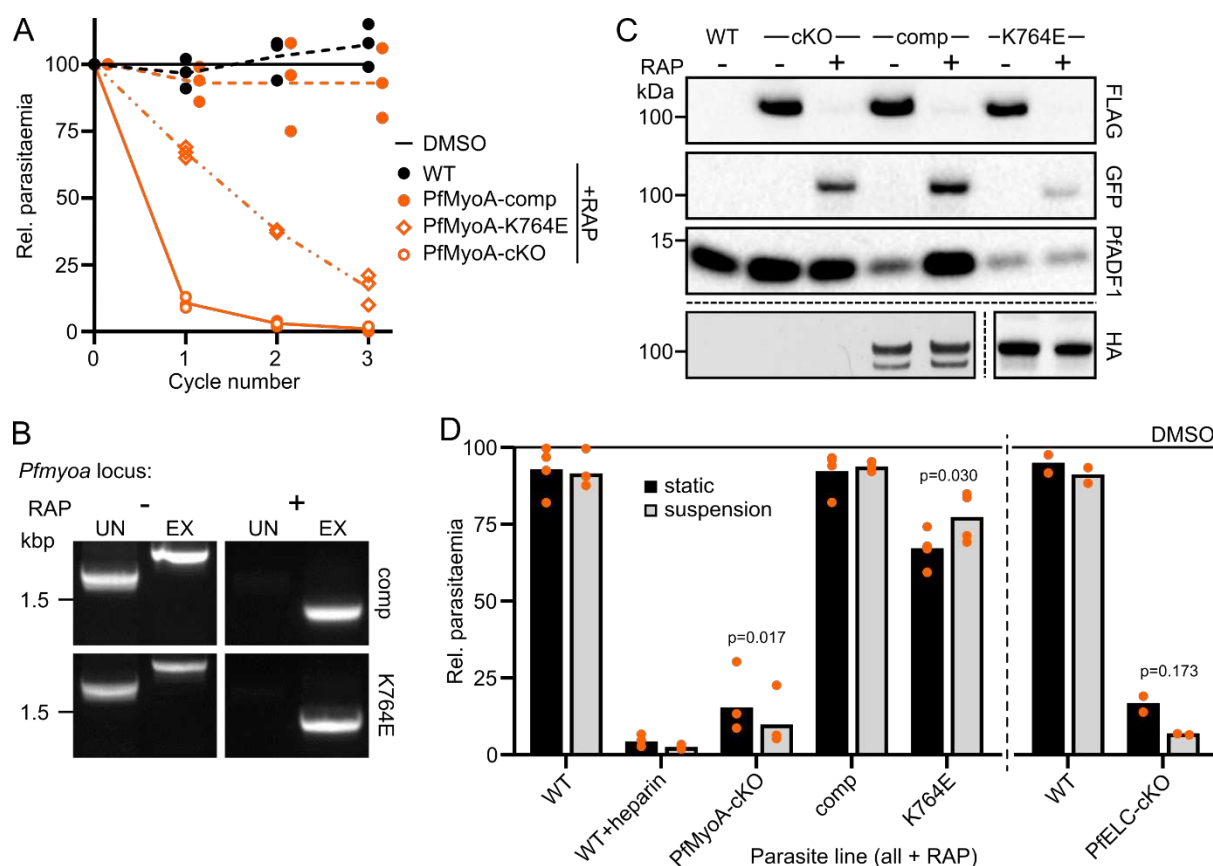 A
Rel. parasitaemia
100
75
50
25
0
0 1 2 3
Cycle number
DMSO
WT
PfMyoA-comp
PfMyoA-K764E
PfMyoA-cKO
+RAP
B
Pfmyoa locus:
RAP - +
UN EX UN EX
kbp
1.5
comp
1.5
K764E
C
WT cKO comp K764E
RAP - - + - + - +
kDa
100
FLAG
100
GFP
15
PfADF1
100
HA
D
Rel. parasitaemia
100
75
50
25
0
DMSO
static
suspension
p=0.017
p=0.030
p=0.173
WT
WT+heparin
PfMyoA-cKO
comp
K764E
WT
PfELC-cKO
Parasite line (all + RAP)